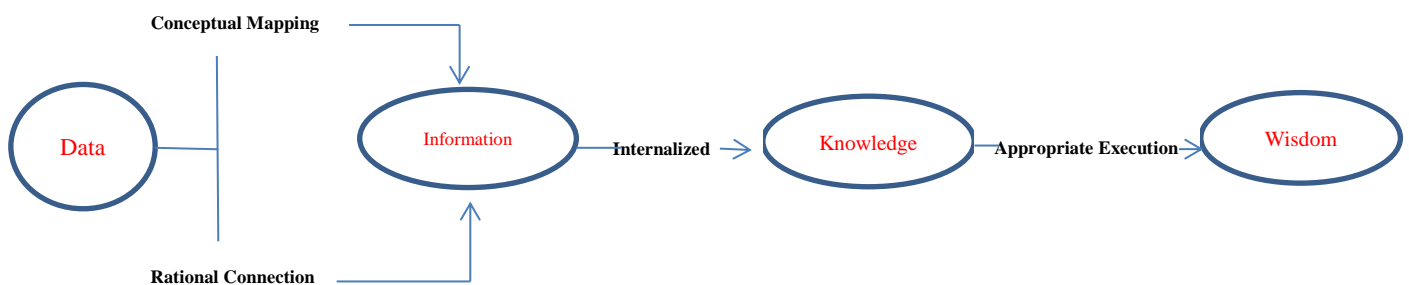 Conceptual Mapping
Data
Information
Internalized
Knowledge
Appropriate Execution
Wisdom
Rational Connection